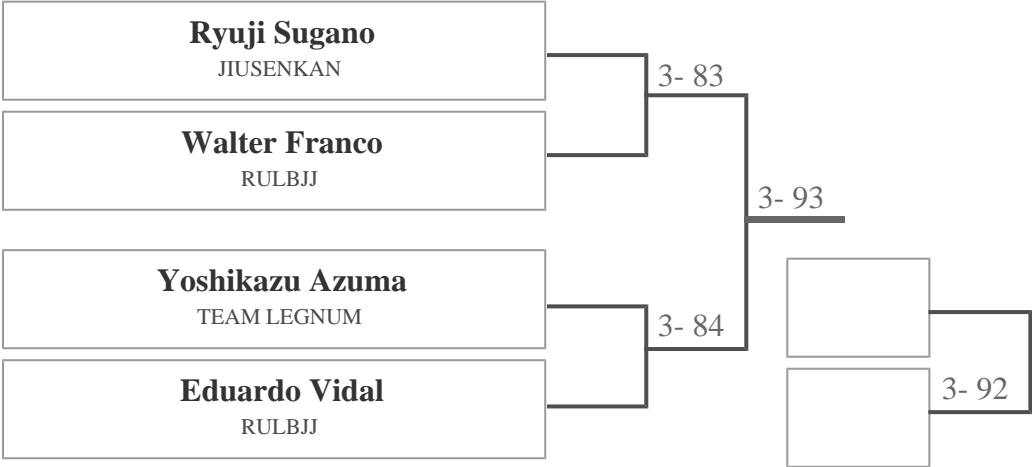 Ryuji Sugano
JIUSENKAN
3- 83
Walter Franco
RULBJJ
3- 93
Yoshikazu Azuma
TEAM LEGNUM
3- 84
Eduardo Vidal
RULBJJ
3- 92